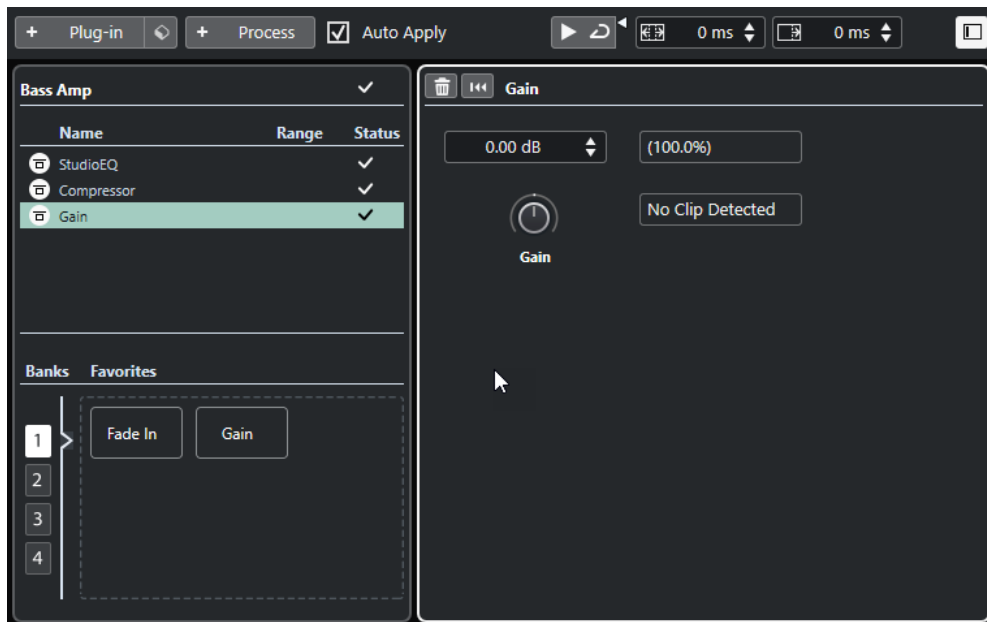 + Plug-in + Process Auto Apply 0 ms 0 ms
Bass Amp
Name Range Status
StudioEQ
Compressor
Gain
Banks Favorites
1
2
3
4
Fade In Gain
Gain
0.00 dB (100.0%)
No Clip Detected
Gain